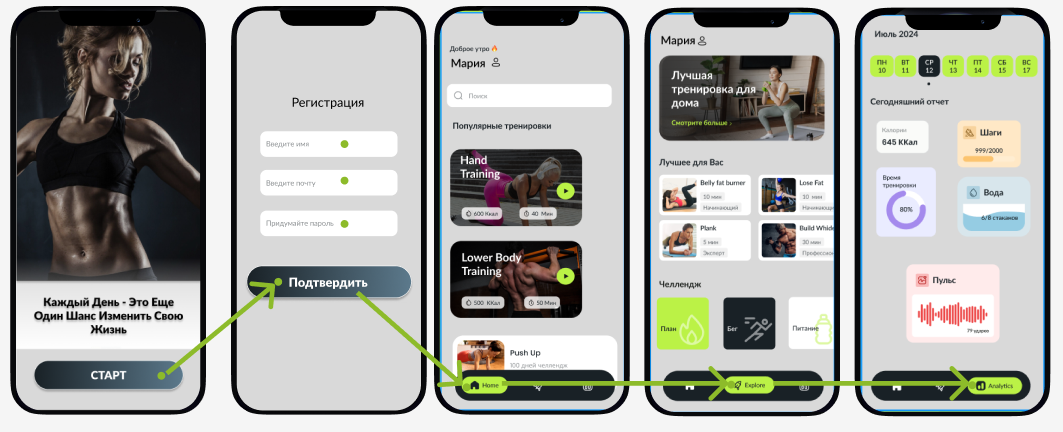 Каждый День - Это Еще
Один Шанс Изменить Свою
Жизнь
СТАРТ
Регистрация
Введите имя
Введите почту
Придумайте пароль
Подтвердить
Доброе утро
Мария
Поиск
Популярные тренировки
Hand
Training
600 Ккал
40 Мин
Lower Body
Training
500 ККал
50 Мин
Push Up
100 дней челлендж
Home
Мария
Лучшая
тренировка для
дома
Смотрите больше
Лучшее для Вас
Belly fat burner
10 мин
Начинающий
Lose Fat
10 мин
Начинающи
Plank
5 мин
Эксперт
Build Whide
30 мин
Профессион
Челлендж
План
Бег
Питание
Explore
Июль 2024
ПН ВТ СР ЧТ ПТ СБ ВС
10 11 12 13 14 15 17
Сегодняшний отчет
Калории
645 ККал
Шаги
999/2000
Время
тренировки
80%
Вода
6/8 стаканов
Пульс
79 ударов
Analytics